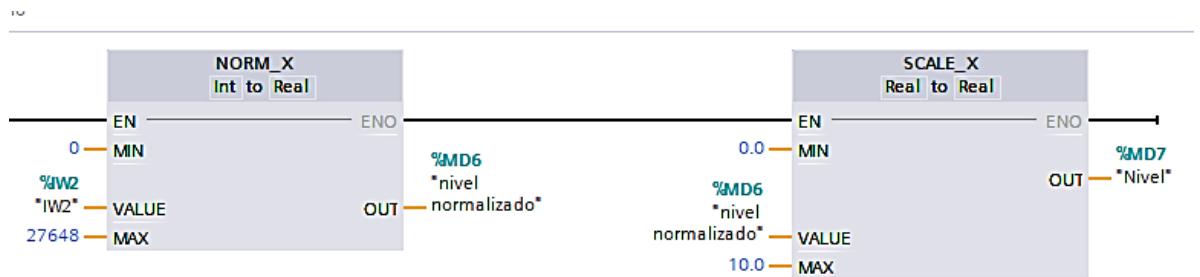 NORM_X
Int to Real
EN
ENO
0
MIN
%IW2
"IW2"
VALUE
27648
MAX
OUT
%MD6
"nivel
normalizado"
SCALE_X
Real to Real
EN
ENO
0.0
MIN
%MD6
"nivel
normalizado"
VALUE
10.0
MAX
OUT
%MD7
"Nivel"